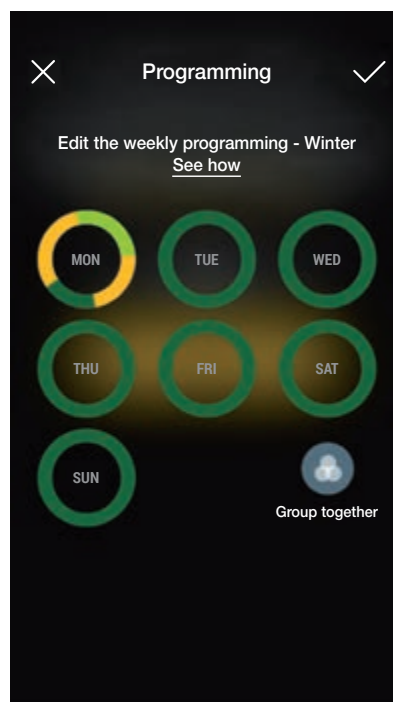 Programming
Edit the weekly programming - Winter
See how
MON TUE WED
THU FRI SAT
SUN
Group together